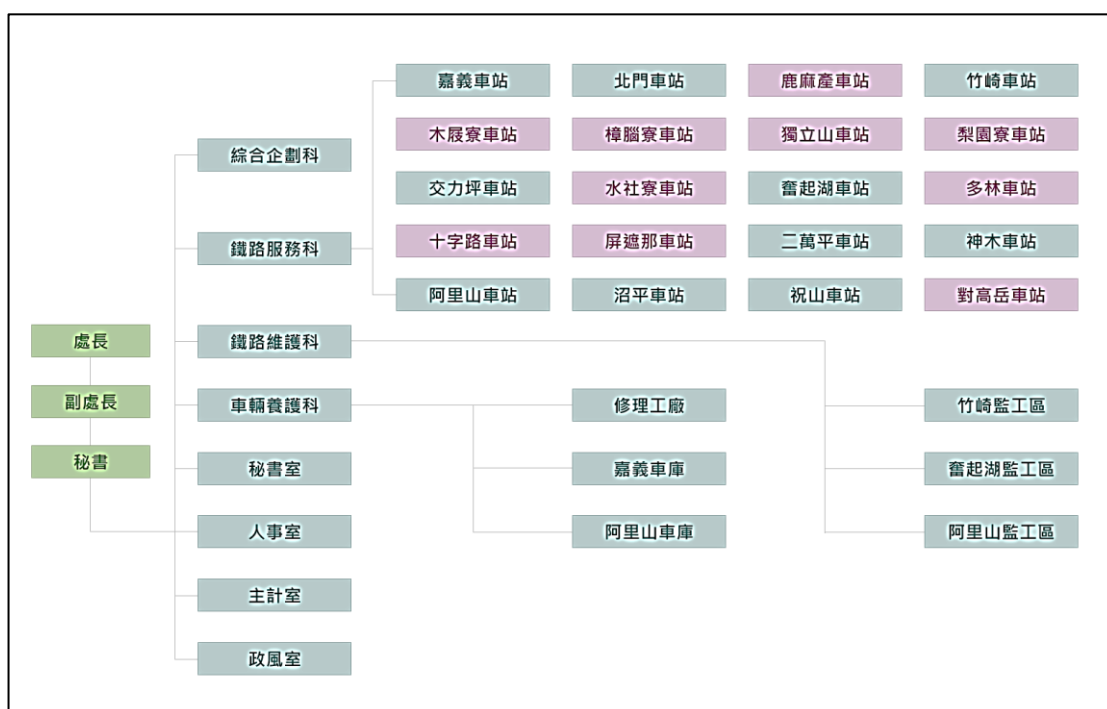 嘉義車站 北門車站 鹿麻產車站 竹崎車站
木屐寮車站 樟腦寮車站 獨立山車站 梨園寮車站
綜合企劃科
交力坪車站 水社寮車站 奮起湖車站 多林車站
鐵路服務科
十字路車站 屏遮那車站 二萬平車站 神木車站
阿里山車站 沼平車站 祝山車站 對高岳車站
處長
鐵路維護科
副處長
車輛養護科
修理工廠
竹崎監工區
秘書
秘書室
嘉義車庫
奮起湖監工區
人事室
阿里山車庫
阿里山監工區
主計室
政風室